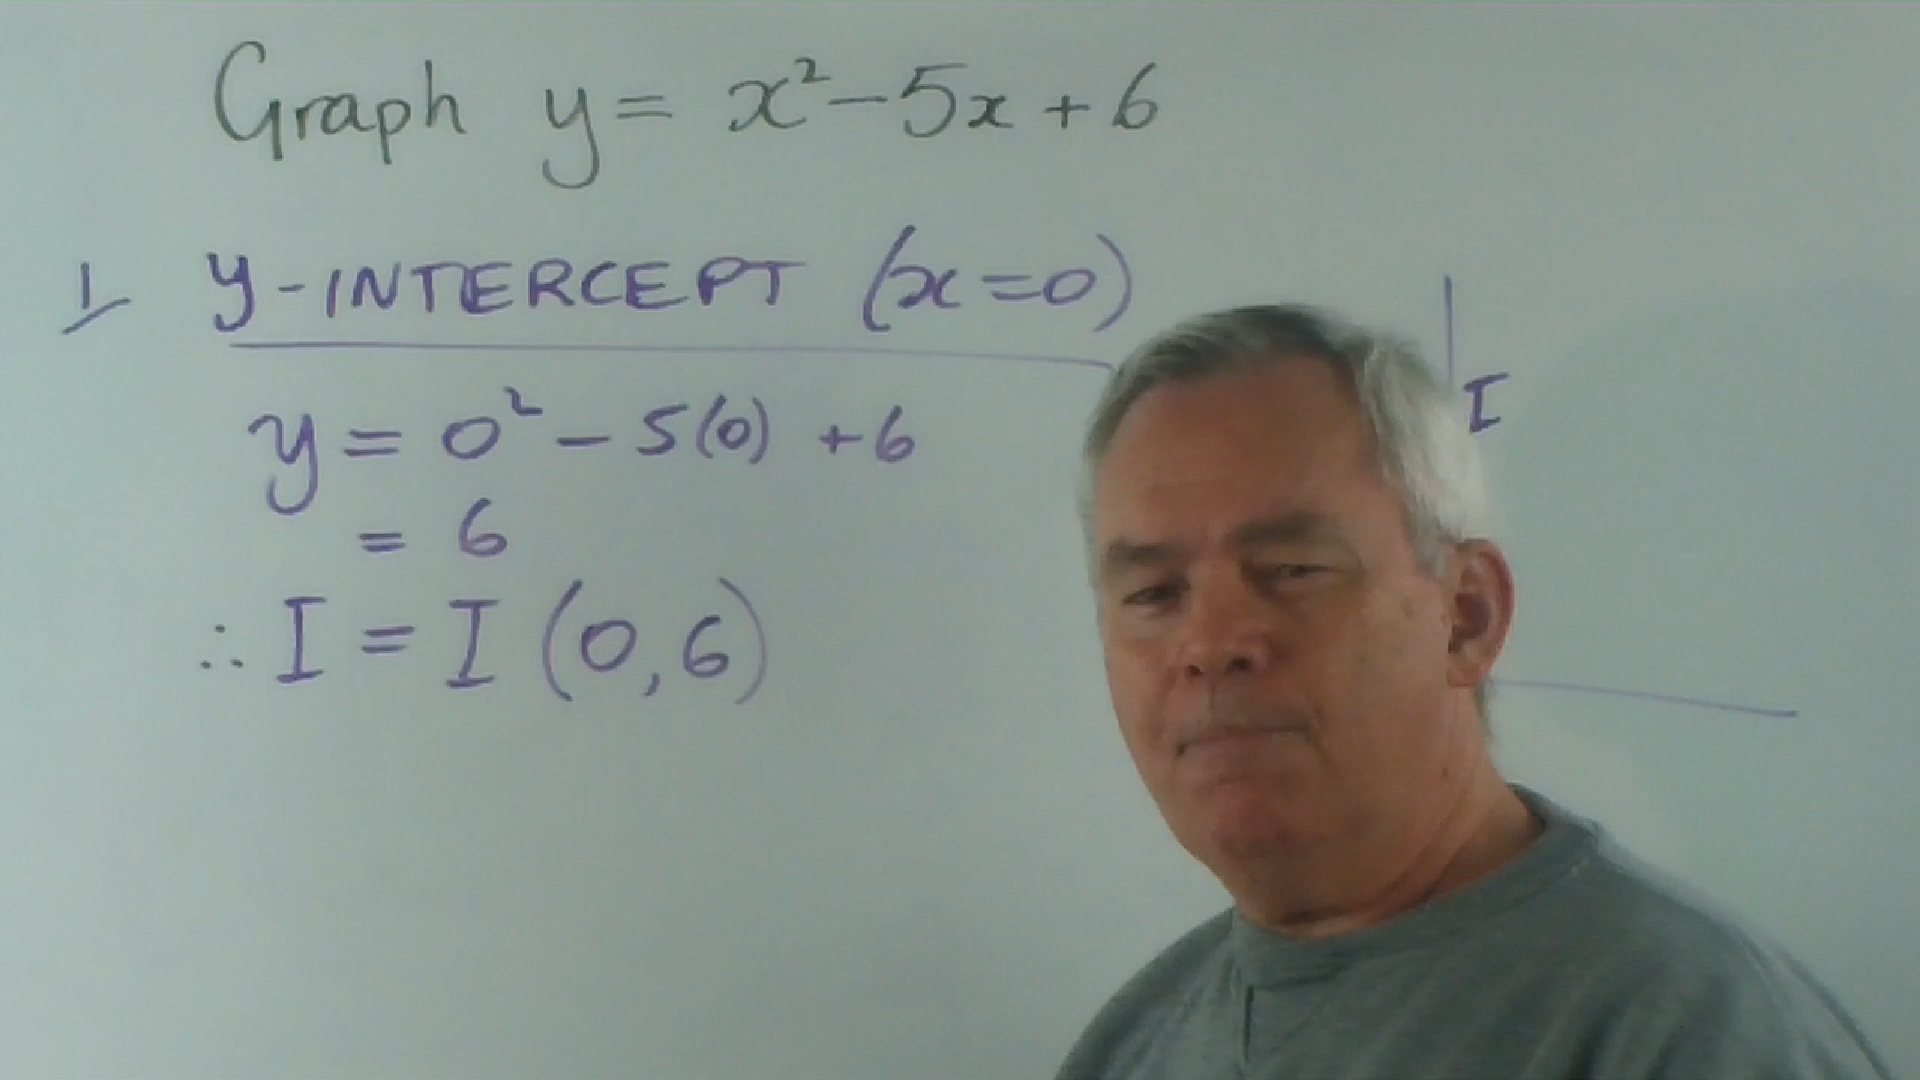 Graph y = x² - 5x + 6
1 y-INTERCEPT (x=0)
y = 0² - 5(0) + 6
= 6
∴ I = I (0,6)
I